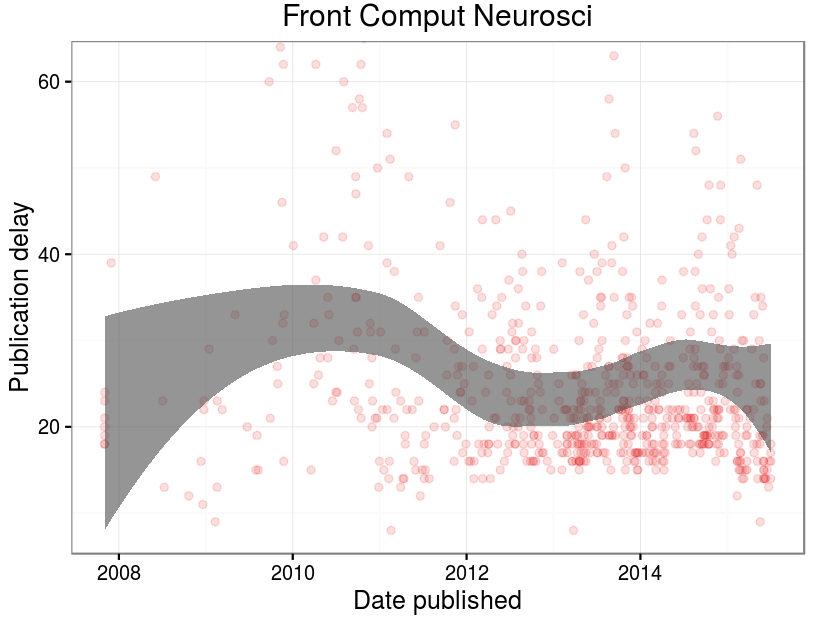 Front Comput Neurosci
Publication delay
60
40
20
2008 2010 2012 2014
Date published